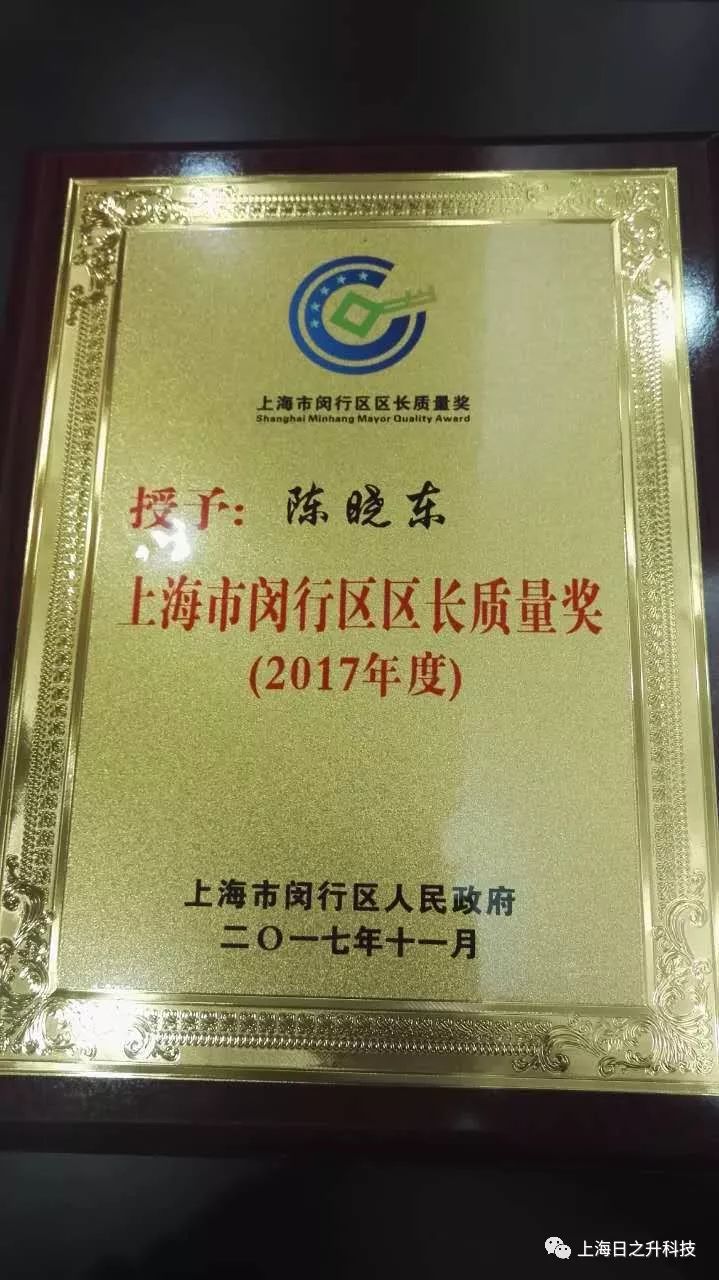 上海市闵行区区长质量奖
Shanghai Minhang Mayor Quality Award
授予：陈晓东
上海市闵行区区长质量奖
(2017年度)
上海市闵行区人民政府
二〇一七年十一月
上海日之升科技